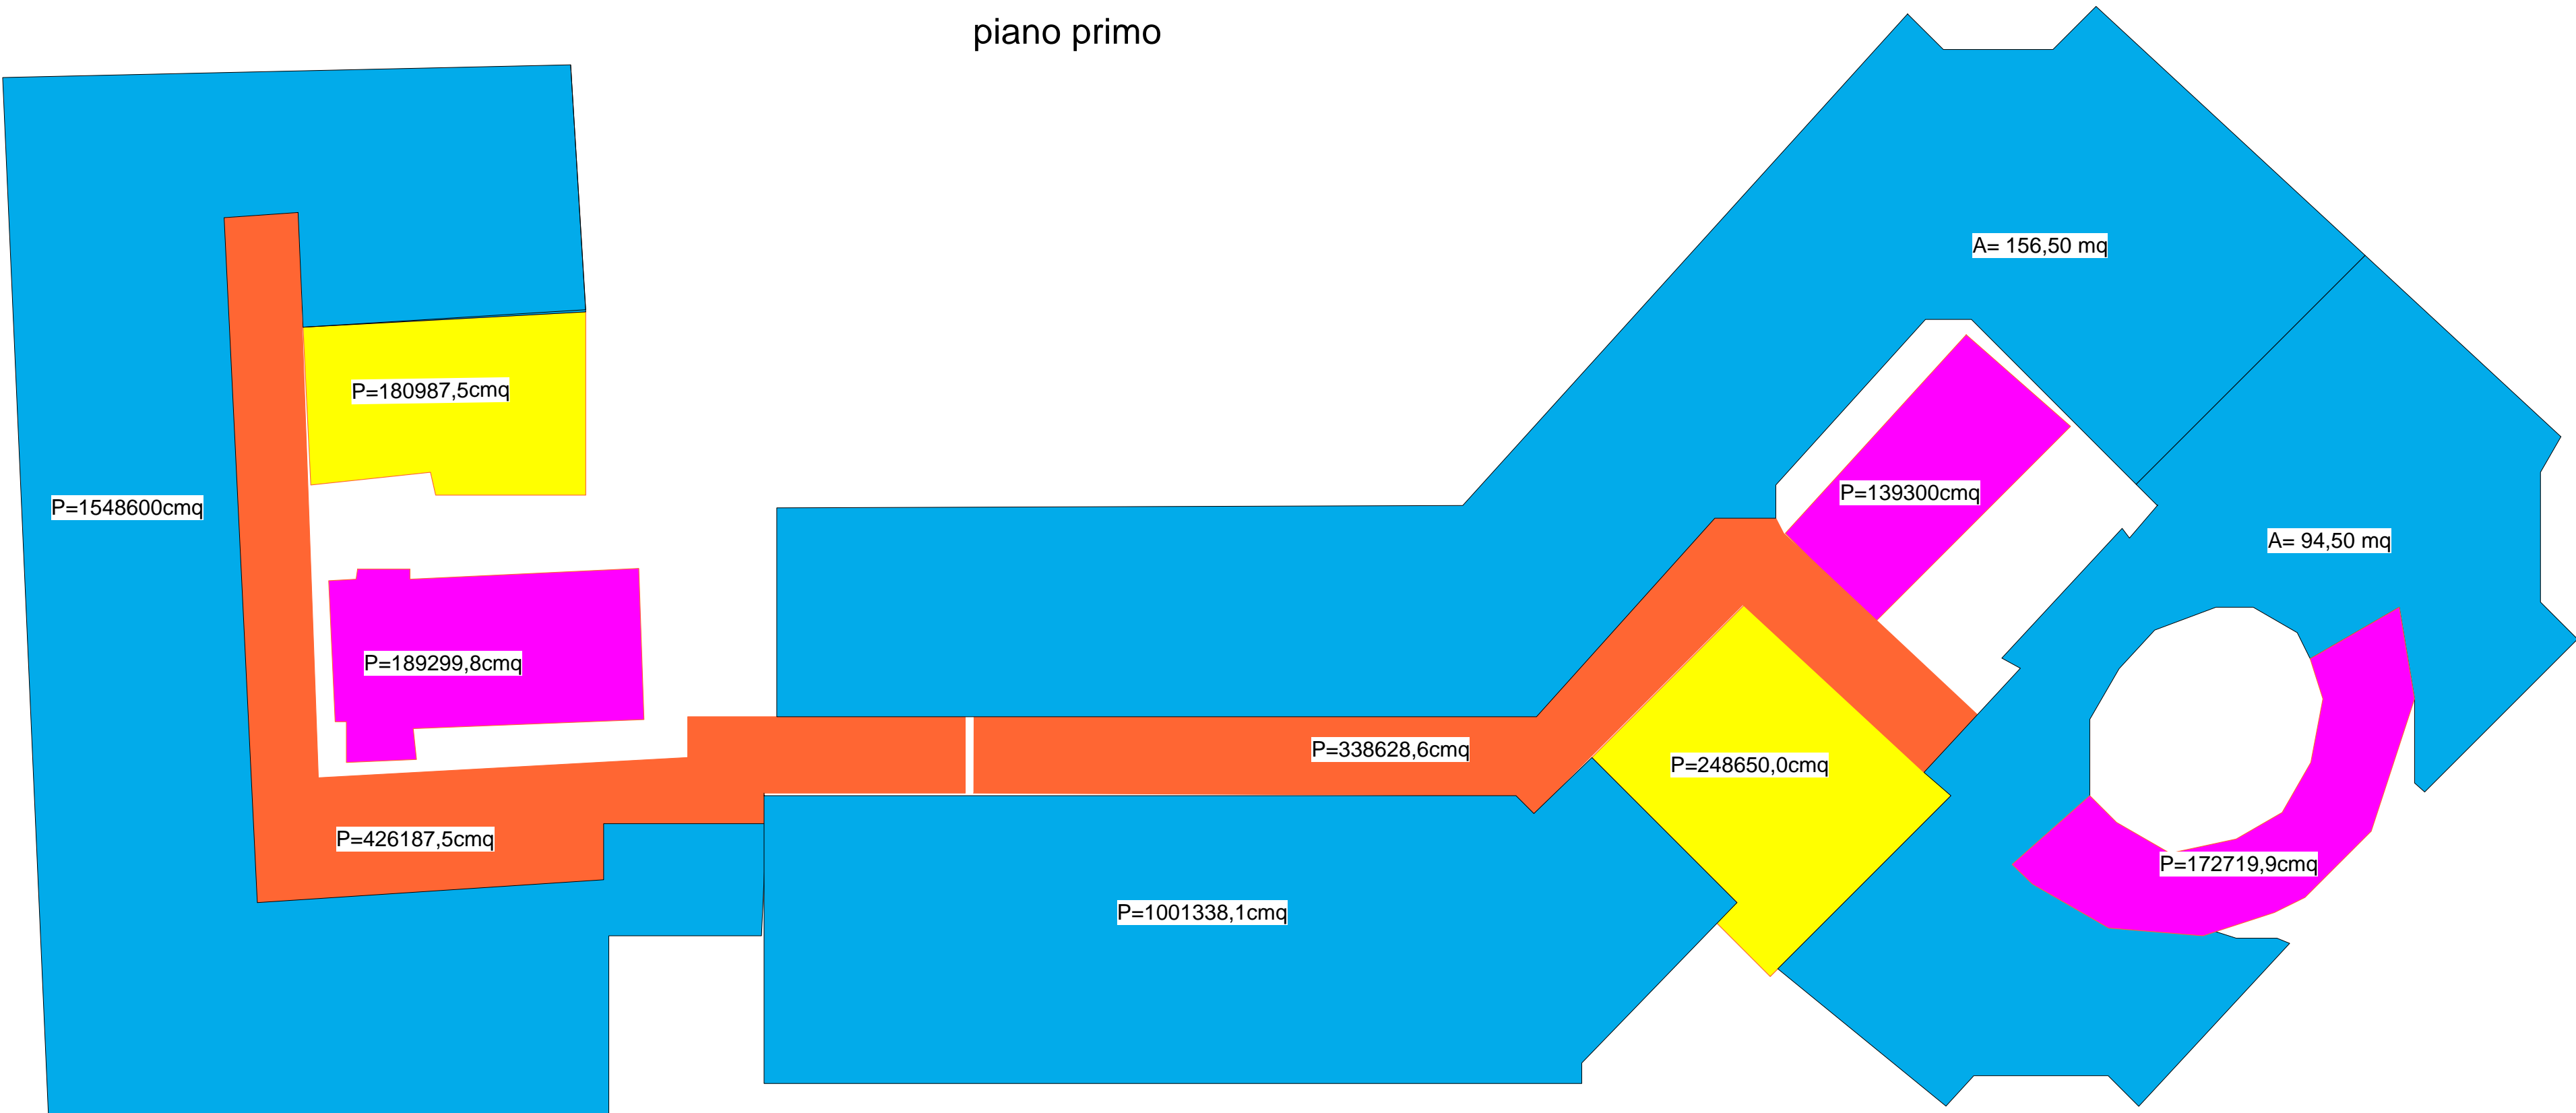 piano primo
A= 156,50 mq
P=180987,5cmq
P=1548600cmq
P=139300cmq
A= 94,50 mq
P=189299,8cmq
P=338628,6cmq
P=248650,0cmq
P=426187,5cmq
P=172719,9cmq
P=1001338,1cmq